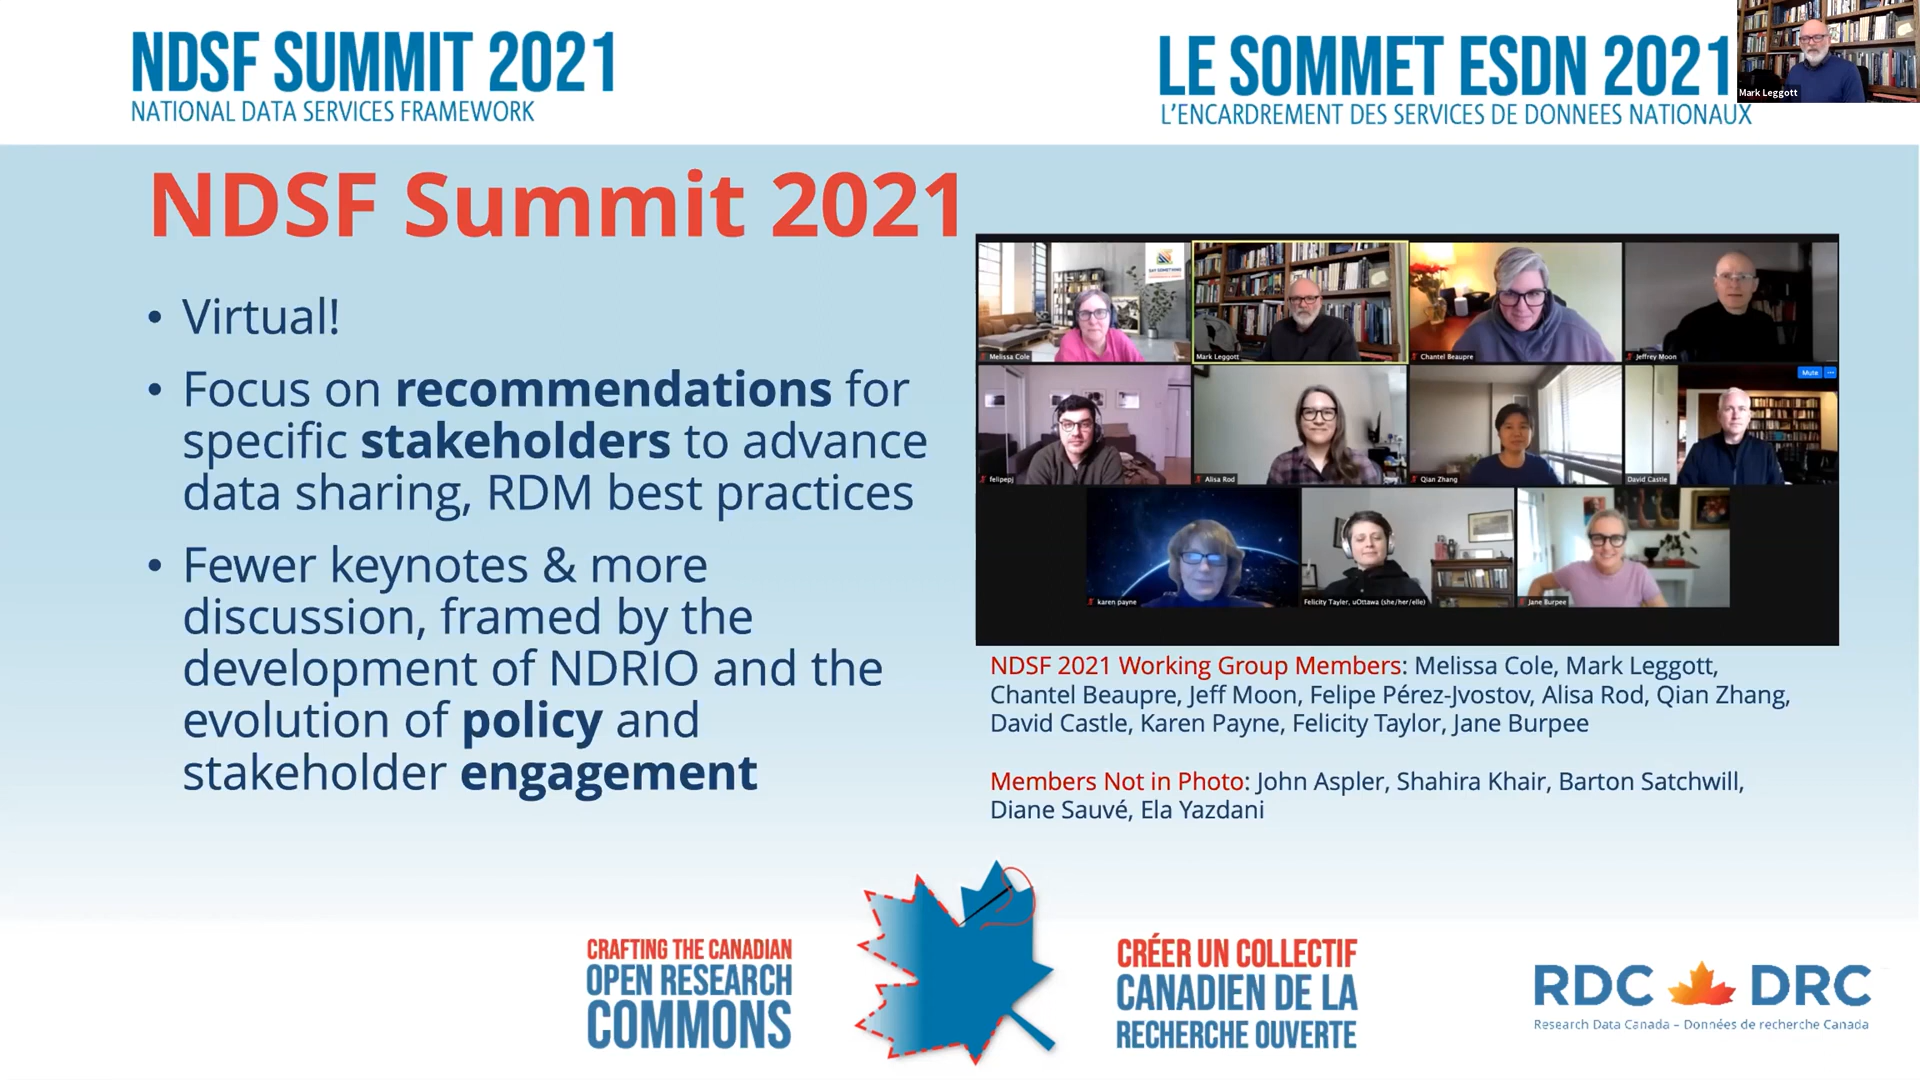 NDSF SUMMIT 2021
NATIONAL DATA SERVICES FRAMEWORK
LE SOMMET ESDN 2021
L'ENCARDREMENT DES SERVICES DE DONNEES NATIONAUX
Mark Leggott
NDSF Summit 2021
• Virtual!
• Focus on recommendations for
specific stakeholders to advance
data sharing, RDM best practices
• Fewer keynotes & more
discussion, framed by the
development of NDRIO and the
evolution of policy and
stakeholder engagement
Melissa Cole
Mark Leggott
Chantel Beaupre
Jeffrey Moon
Mute
felipepj
Alisa Rod
Qian Zhang
David Castle
karen payne
Felicity Tayler, uOttawa (she/her/elle)
Jane Burpee
NDSF 2021 Working Group Members: Melissa Cole, Mark Leggott,
Chantel Beaupre, Jeff Moon, Felipe Pérez-Jvostov, Alisa Rod, Qian Zhang,
David Castle, Karen Payne, Felicity Taylor, Jane Burpee
Members Not in Photo: John Aspler, Shahira Khair, Barton Satchwill,
Diane Sauvé, Ela Yazdani
CRAFTING THE CANADIAN
OPEN RESEARCH
COMMONS
CRÉER UN COLLECTIF
CANADIEN DE LA
RECHERCHE OUVERTE
RDC DRC
Research Data Canada – Données de recherche Canada